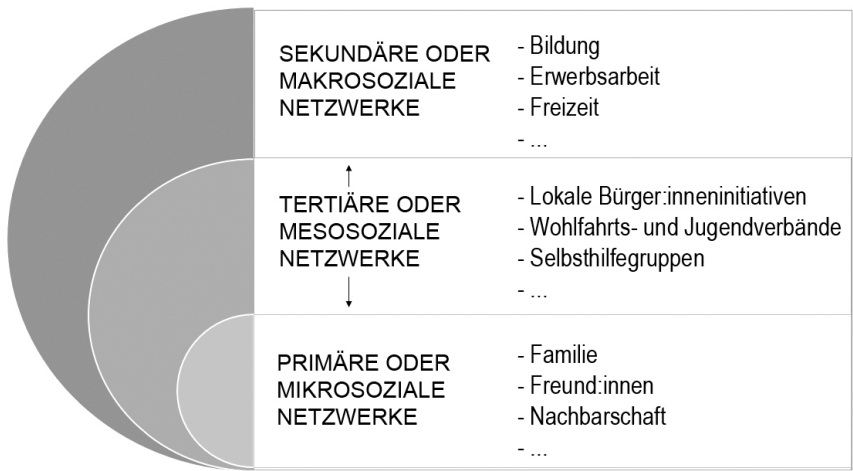 SEKUNDÄRE ODER
MAKROSOZIALE
NETZWERKE
- Bildung
- Erwerbsarbeit
- Freizeit
- ...
TERTIÄRE ODER
MESOSOZIALE
NETZWERKE
- Lokale Bürger:inneninitiativen
- Wohlfahrts- und Jugendverbände
- Selbsthilfegruppen
- ...
PRIMÄRE ODER
MIKROSOZIALE
NETZWERKE
- Familie
- Freund:innen
- Nachbarschaft
- ...